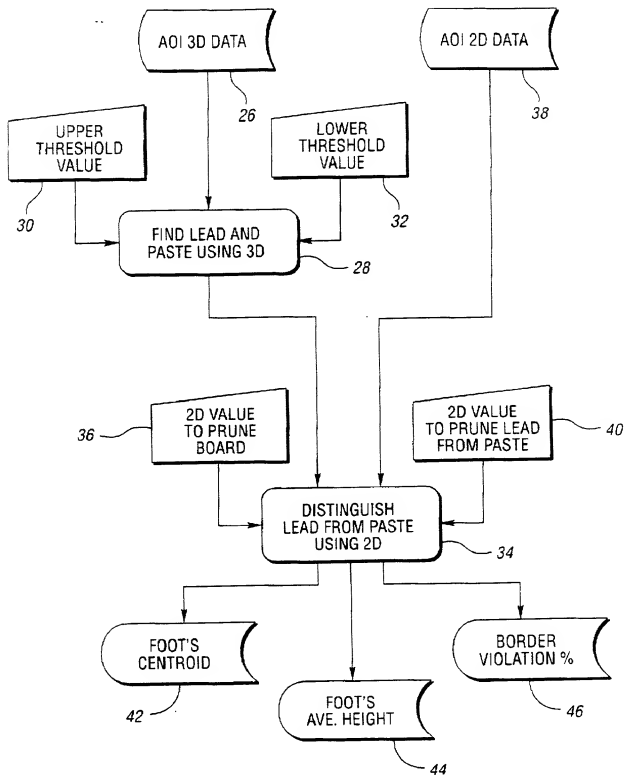 AOI 3D DATA
26
AOI 2D DATA
38
UPPER
THRESHOLD
VALUE
30
LOWER
THRESHOLD
VALUE
32
FIND LEAD AND
PASTE USING 3D
28
36
2D VALUE
TO PRUNE
BOARD
2D VALUE
TO PRUNE LEAD
FROM PASTE
40
DISTINGUISH
LEAD FROM PASTE
USING 2D
34
FOOT'S
CENTROID
42
FOOT'S
AVE. HEIGHT
44
BORDER
VIOLATION %
46